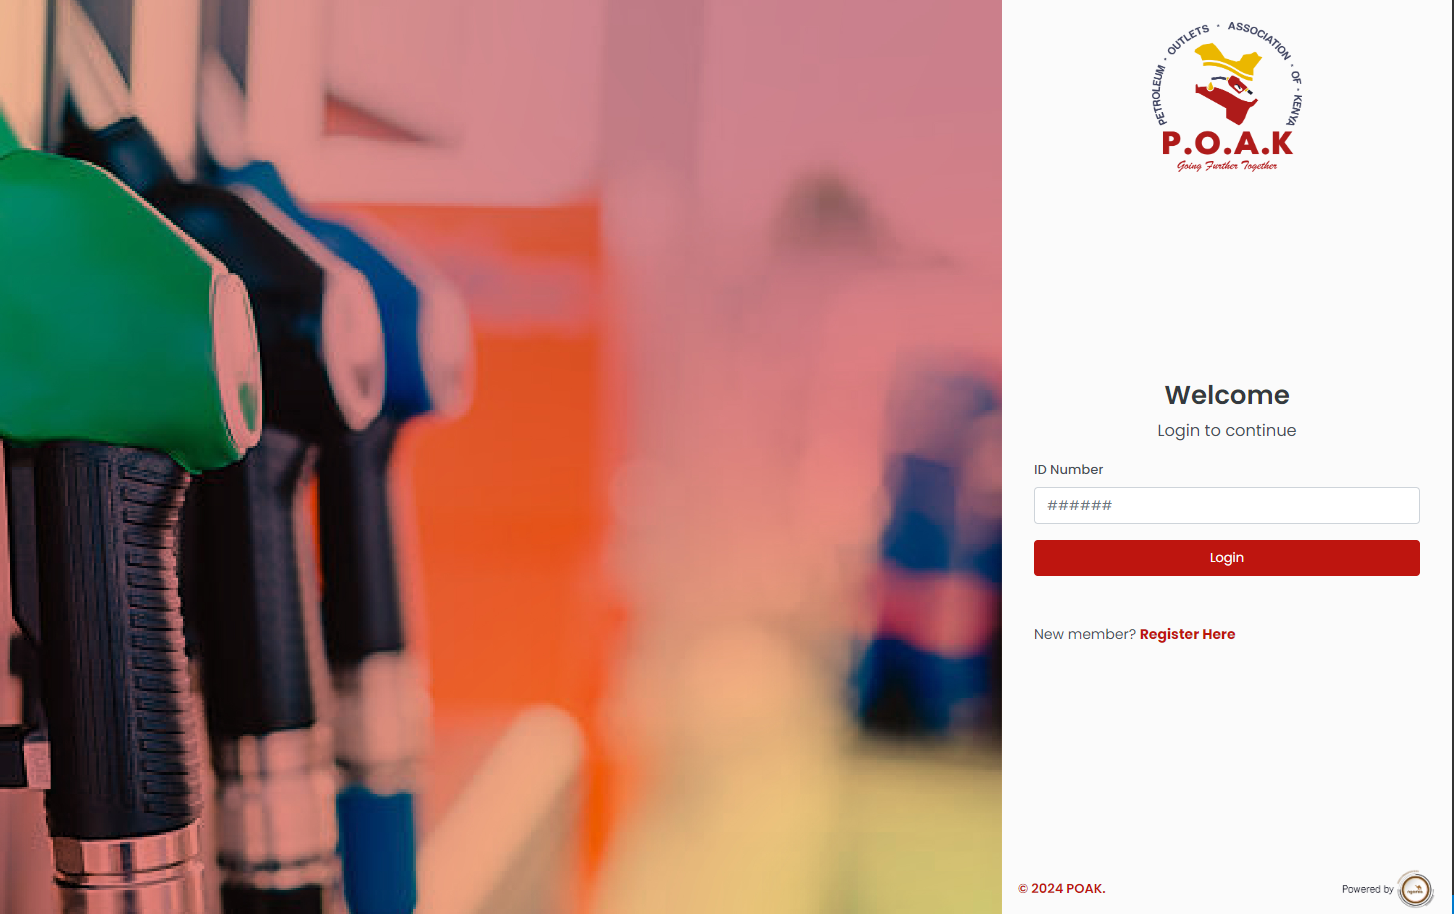 PETROLEUM · OUTLETS · ASSOCIATION · OF · KENYA
P.O.A.K
Going Further Together
Welcome
Login to continue
ID Number
######
Login
New member? Register Here
© 2024 POAK.
Powered by